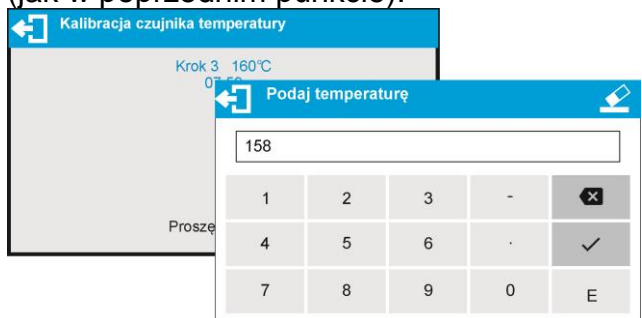 (jak w poprzednim punkcie).
Kalibracja czujnika temperatury
Krok 3 160°C
Podaj temperaturę
158
1 2 3 -
Proszę
4 5 6 .
7 8 9 0 E